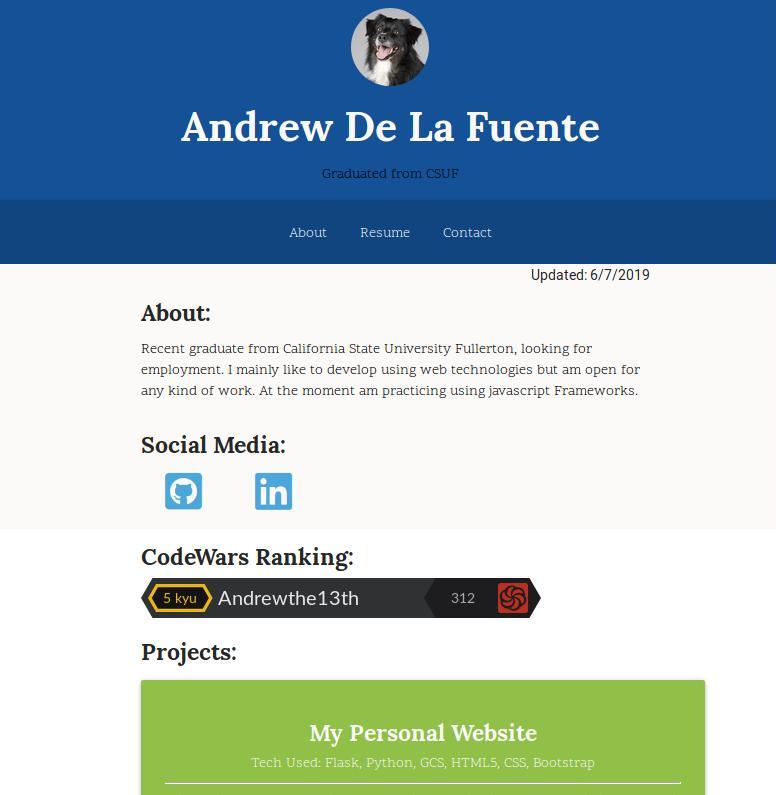 Andrew De La Fuente
Graduated from CSUF
About Resume Contact
Updated: 6/7/2019
About:
Recent graduate from California State University Fullerton, looking for
employment. I mainly like to develop using web technologies but am open for
any kind of work. At the moment am practicing using javascript Frameworks.
Social Media:
in
CodeWars Ranking:
5 kyu Andrewthe13th 312
Projects:
My Personal Website
Tech Used: Flask, Python, GCS, HTML5, CSS, Bootstrap